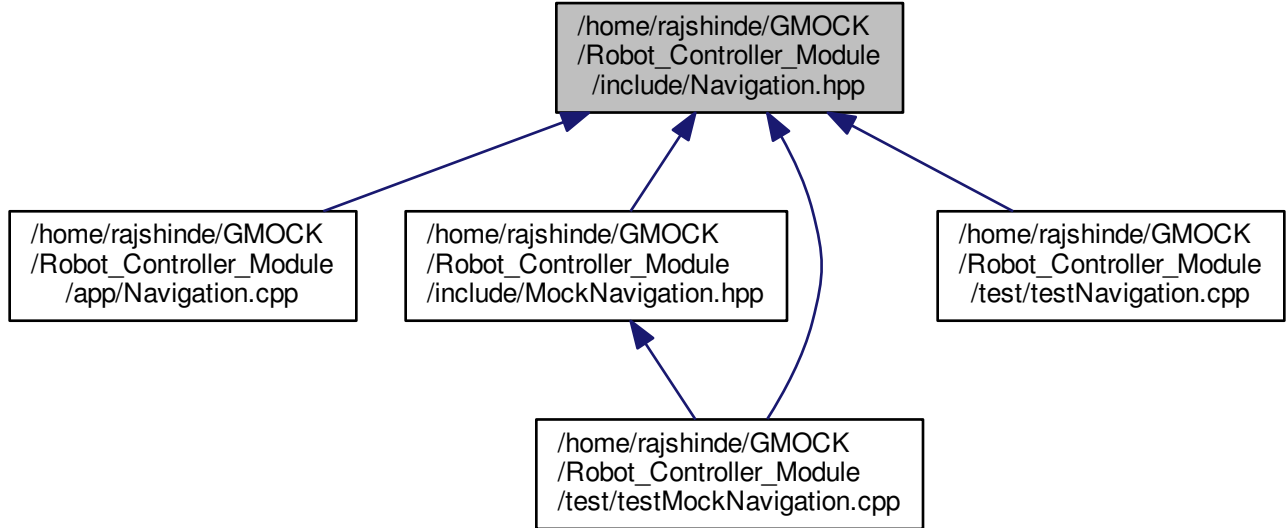 /home/rajshinde/GMOCK
/Robot_Controller_Module
/include/Navigation.hpp
/home/rajshinde/GMOCK
/Robot_Controller_Module
/app/Navigation.cpp
/home/rajshinde/GMOCK
/Robot_Controller_Module
/include/MockNavigation.hpp
/home/rajshinde/GMOCK
/Robot_Controller_Module
/test/testNavigation.cpp
/home/rajshinde/GMOCK
/Robot_Controller_Module
/test/testMockNavigation.cpp